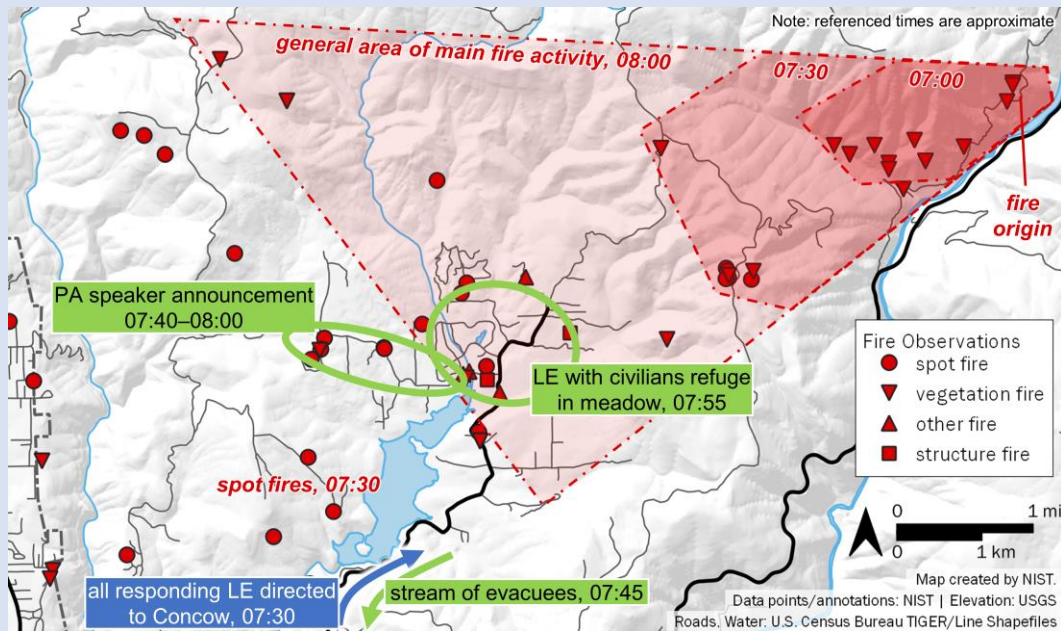 Note: referenced times are approximate
general area of main fire activity, 08:00
07:30
07:00
fire
origin
PA speaker announcement
07:40–08:00
LE with civilians refuge
in meadow, 07:55
spot fires, 07:30
all responding LE directed
to Concow, 07:30
stream of evacuees, 07:45
Fire Observations
spot fire
vegetation fire
other fire
structure fire
0 1 mi
0 1 km
Map created by NIST.
Data points/annotations: NIST | Elevation: USGS
Roads, Water: U.S. Census Bureau TIGER/Line Shapefiles